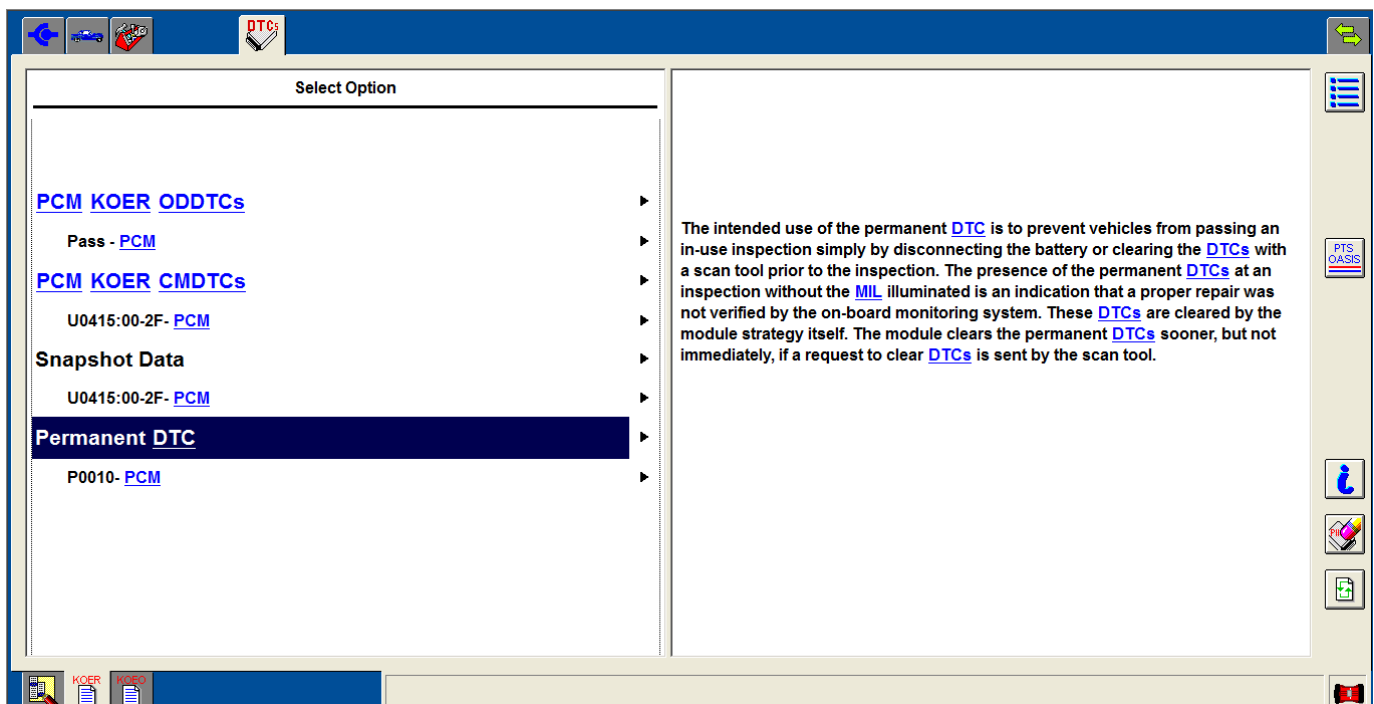 DTCs
Select Option
PCM KOER ODDTCs
Pass - PCM
PCM KOER CMDTCs
U0415:00-2F- PCM
Snapshot Data
U0415:00-2F- PCM
Permanent DTC
P0010- PCM
The intended use of the permanent DTC is to prevent vehicles from passing an
in-use inspection simply by disconnecting the battery or clearing the DTCs with
a scan tool prior to the inspection. The presence of the permanent DTCs at an
inspection without the MIL illuminated is an indication that a proper repair was
not verified by the on-board monitoring system. These DTCs are cleared by the
module strategy itself. The module clears the permanent DTCs sooner, but not
immediately, if a request to clear DTCs is sent by the scan tool.
PTS
OASIS
KOER
KOEO